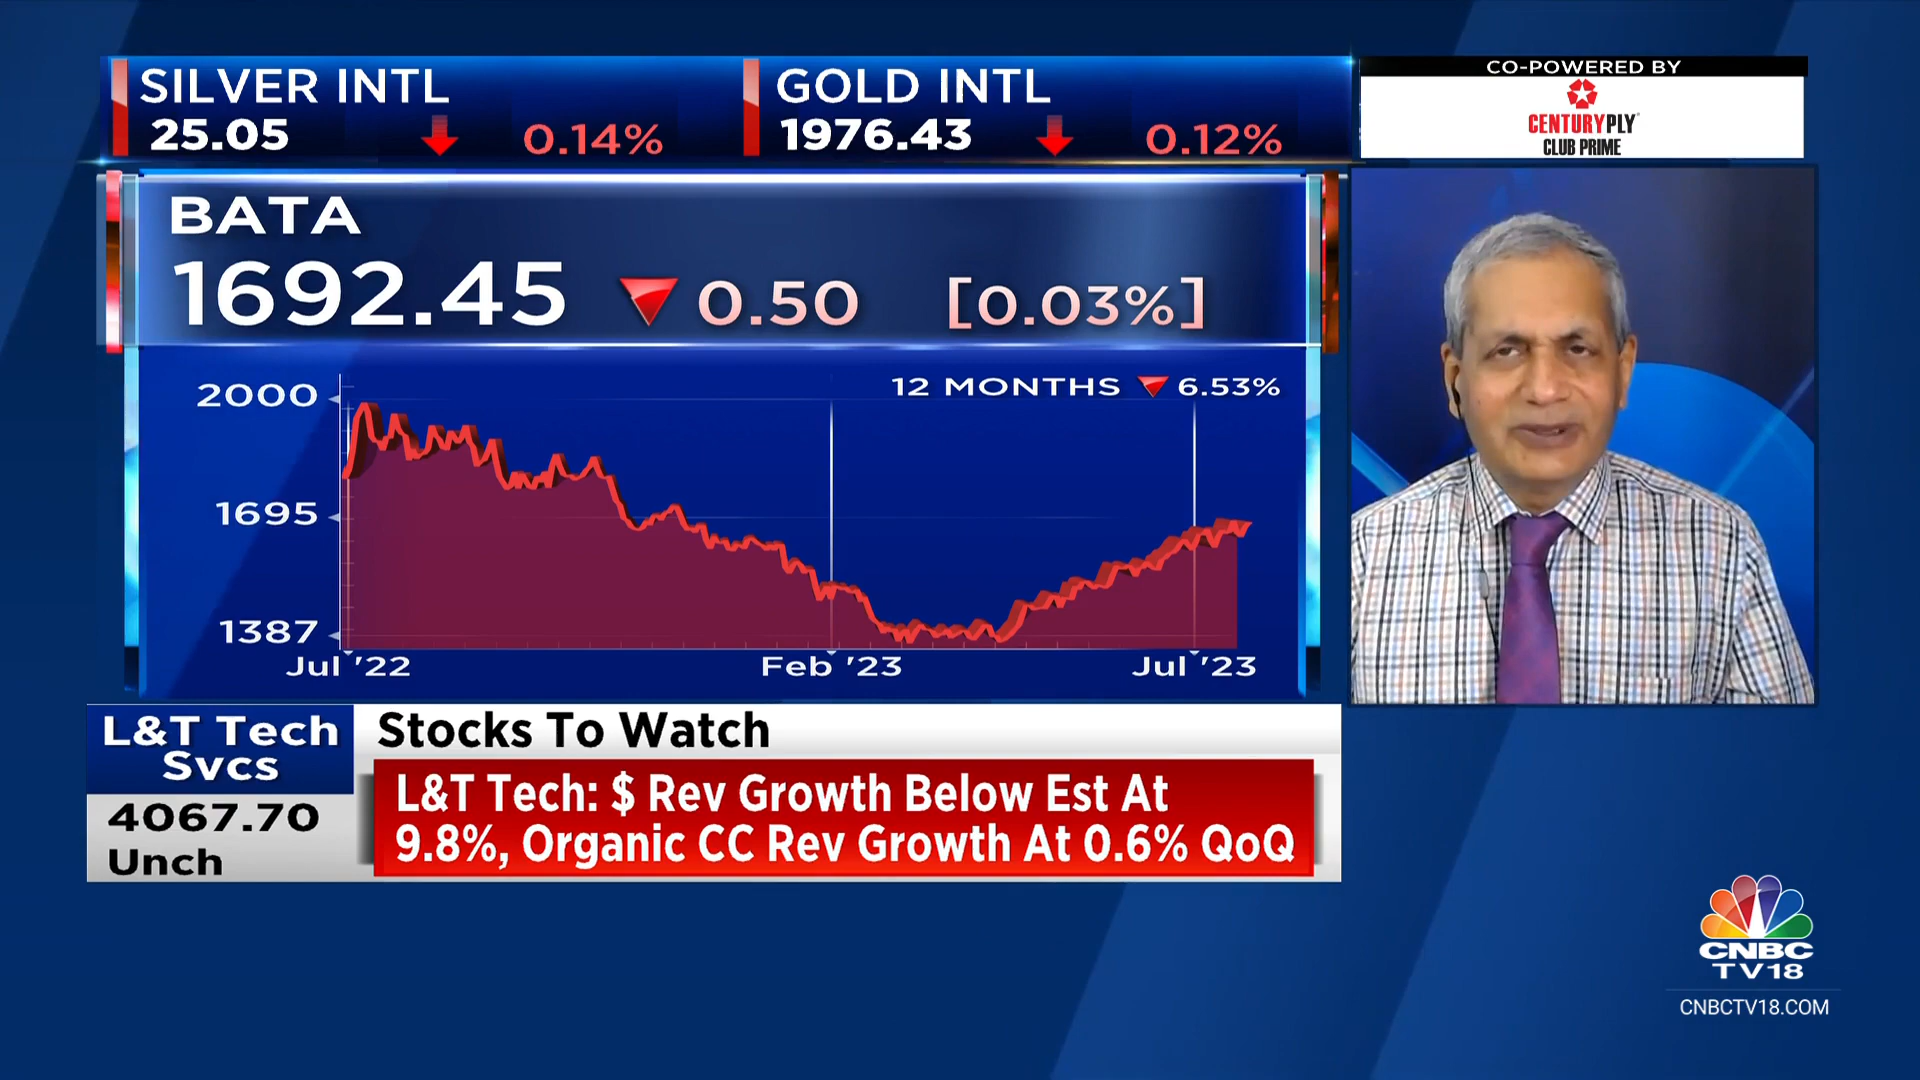 SILVER INTL
25.05 0.14%
GOLD INTL
1976.43 0.12%
CO-POWERED BY
CENTURYPLY
CLUB PRIME
BATA
1692.45 0.50 [0.03%]
12 MONTHS 6.53%
2000
1695
1387
Jul '22 Feb '23 Jul '23
L&T Tech
Svcs
4067.70
Unch
Stocks To Watch
L&T Tech: $ Rev Growth Below Est At
9.8%, Organic CC Rev Growth At 0.6% QoQ
CNBC
TV18
CNBCTV18.COM